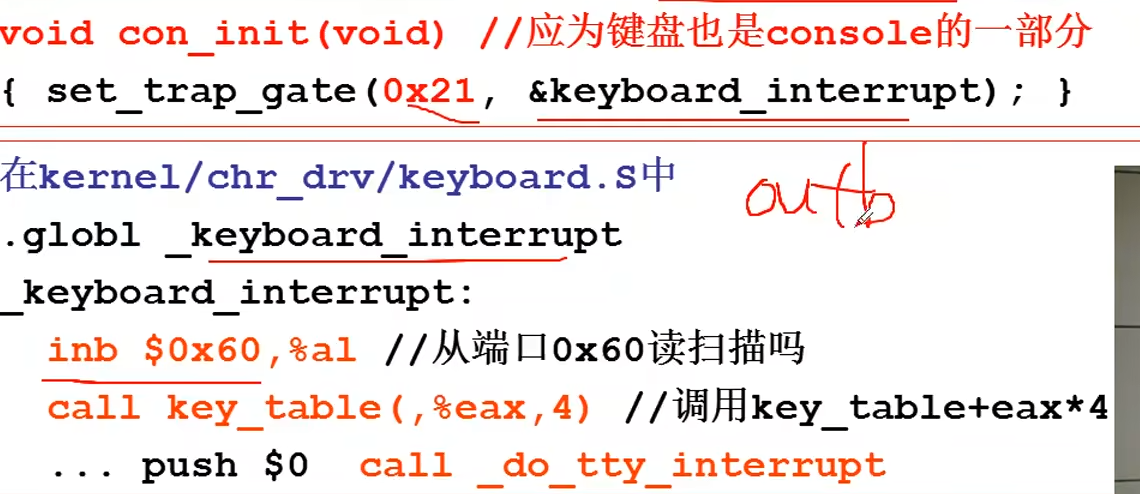 void con_init(void) //应为键盘也是console的一部分
{ set_trap_gate(0x21, &keyboard_interrupt); }
在kernel/chr_drv/keyboard.S中
outb
.globl _keyboard_interrupt
_keyboard_interrupt:
inb $0x60,%al //从端口0x60读扫描吗
call key_table(,%eax,4) //调用key_table+eax*4
... push $0 call _do_tty_interrupt